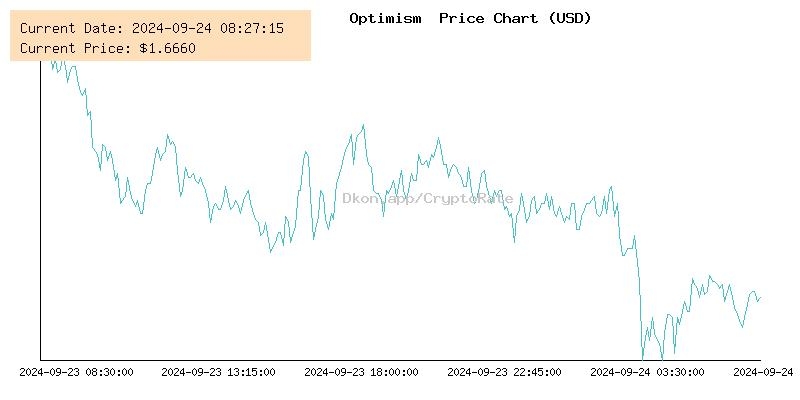 Optimism  Price Chart (USD)
Current Date: 2024-09-24 08:27:15
Current Price: $1.6660
Dkon.app/CryptoRate
2024-09-23 08:30:00 2024-09-23 13:15:00 2024-09-23 18:00:00 2024-09-23 22:45:00 2024-09-24 03:30:00 2024-09-24